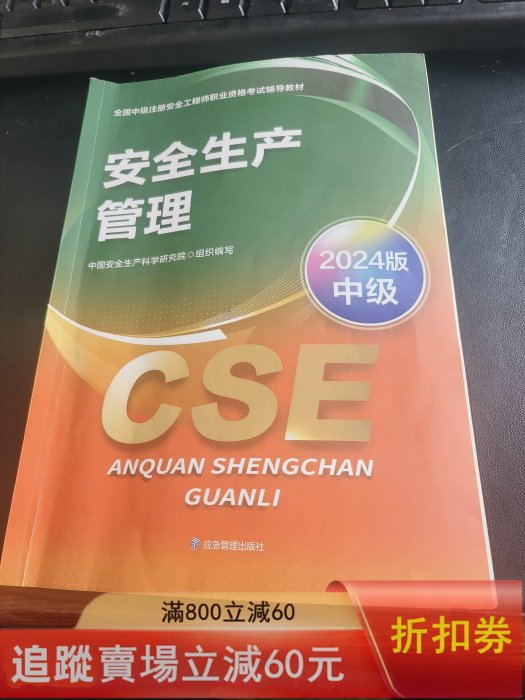 全国中级注册安全工程师职业资格考试辅导教材
安全生产
管理
中国安全生产科学研究院◎组织编写
2024版
中级
CSE
ANQUAN SHENGCHAN
GUANLI
应急管理出版社
滿800立減60
追蹤賣場立減60元
折扣券